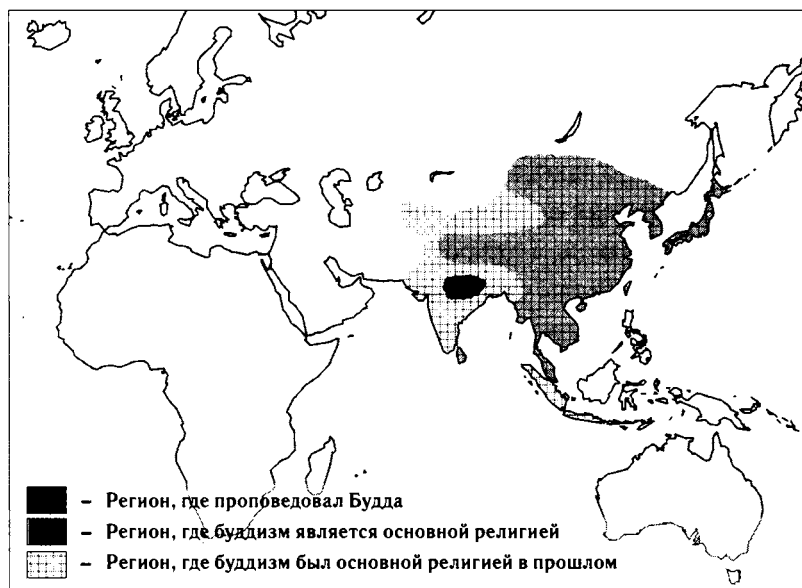 – Регион, где проповедовал Будда
– Регион, где буддизм является основной религией
– Регион, где буддизм был основной религией в прошлом